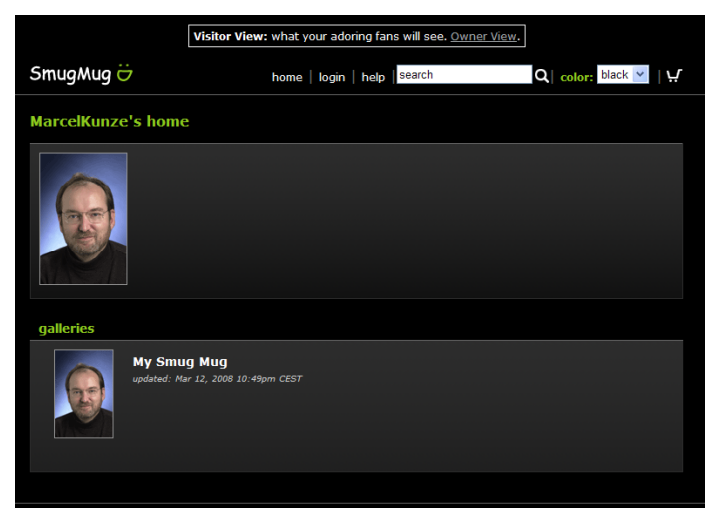 Visitor View: what your adoring fans will see. Owner View.
SmugMug
home | login | help | search | color: black |
MarcelKunze's home
galleries
My Smug Mug
updated: Mar 12, 2008 10:49pm CEST